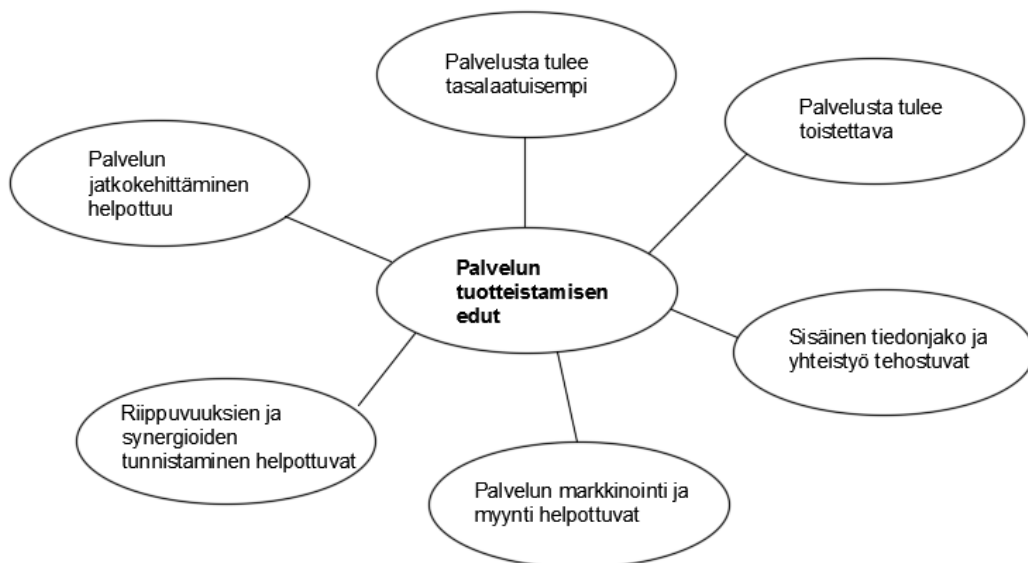 Palvelusta tulee
tasalaatuisempi
Palvelusta tulee
toistettava
Palvelun
jatkokehittäminen
helpottuu
Palvelun
tuotteistamisen
edut
Sisäinen tiedonjako ja
yhteistyö tehostuvat
Riippuvuuksien ja
synergioiden
tunnistaminen helpottuvat
Palvelun markkinointi ja
myynti helpottuvat